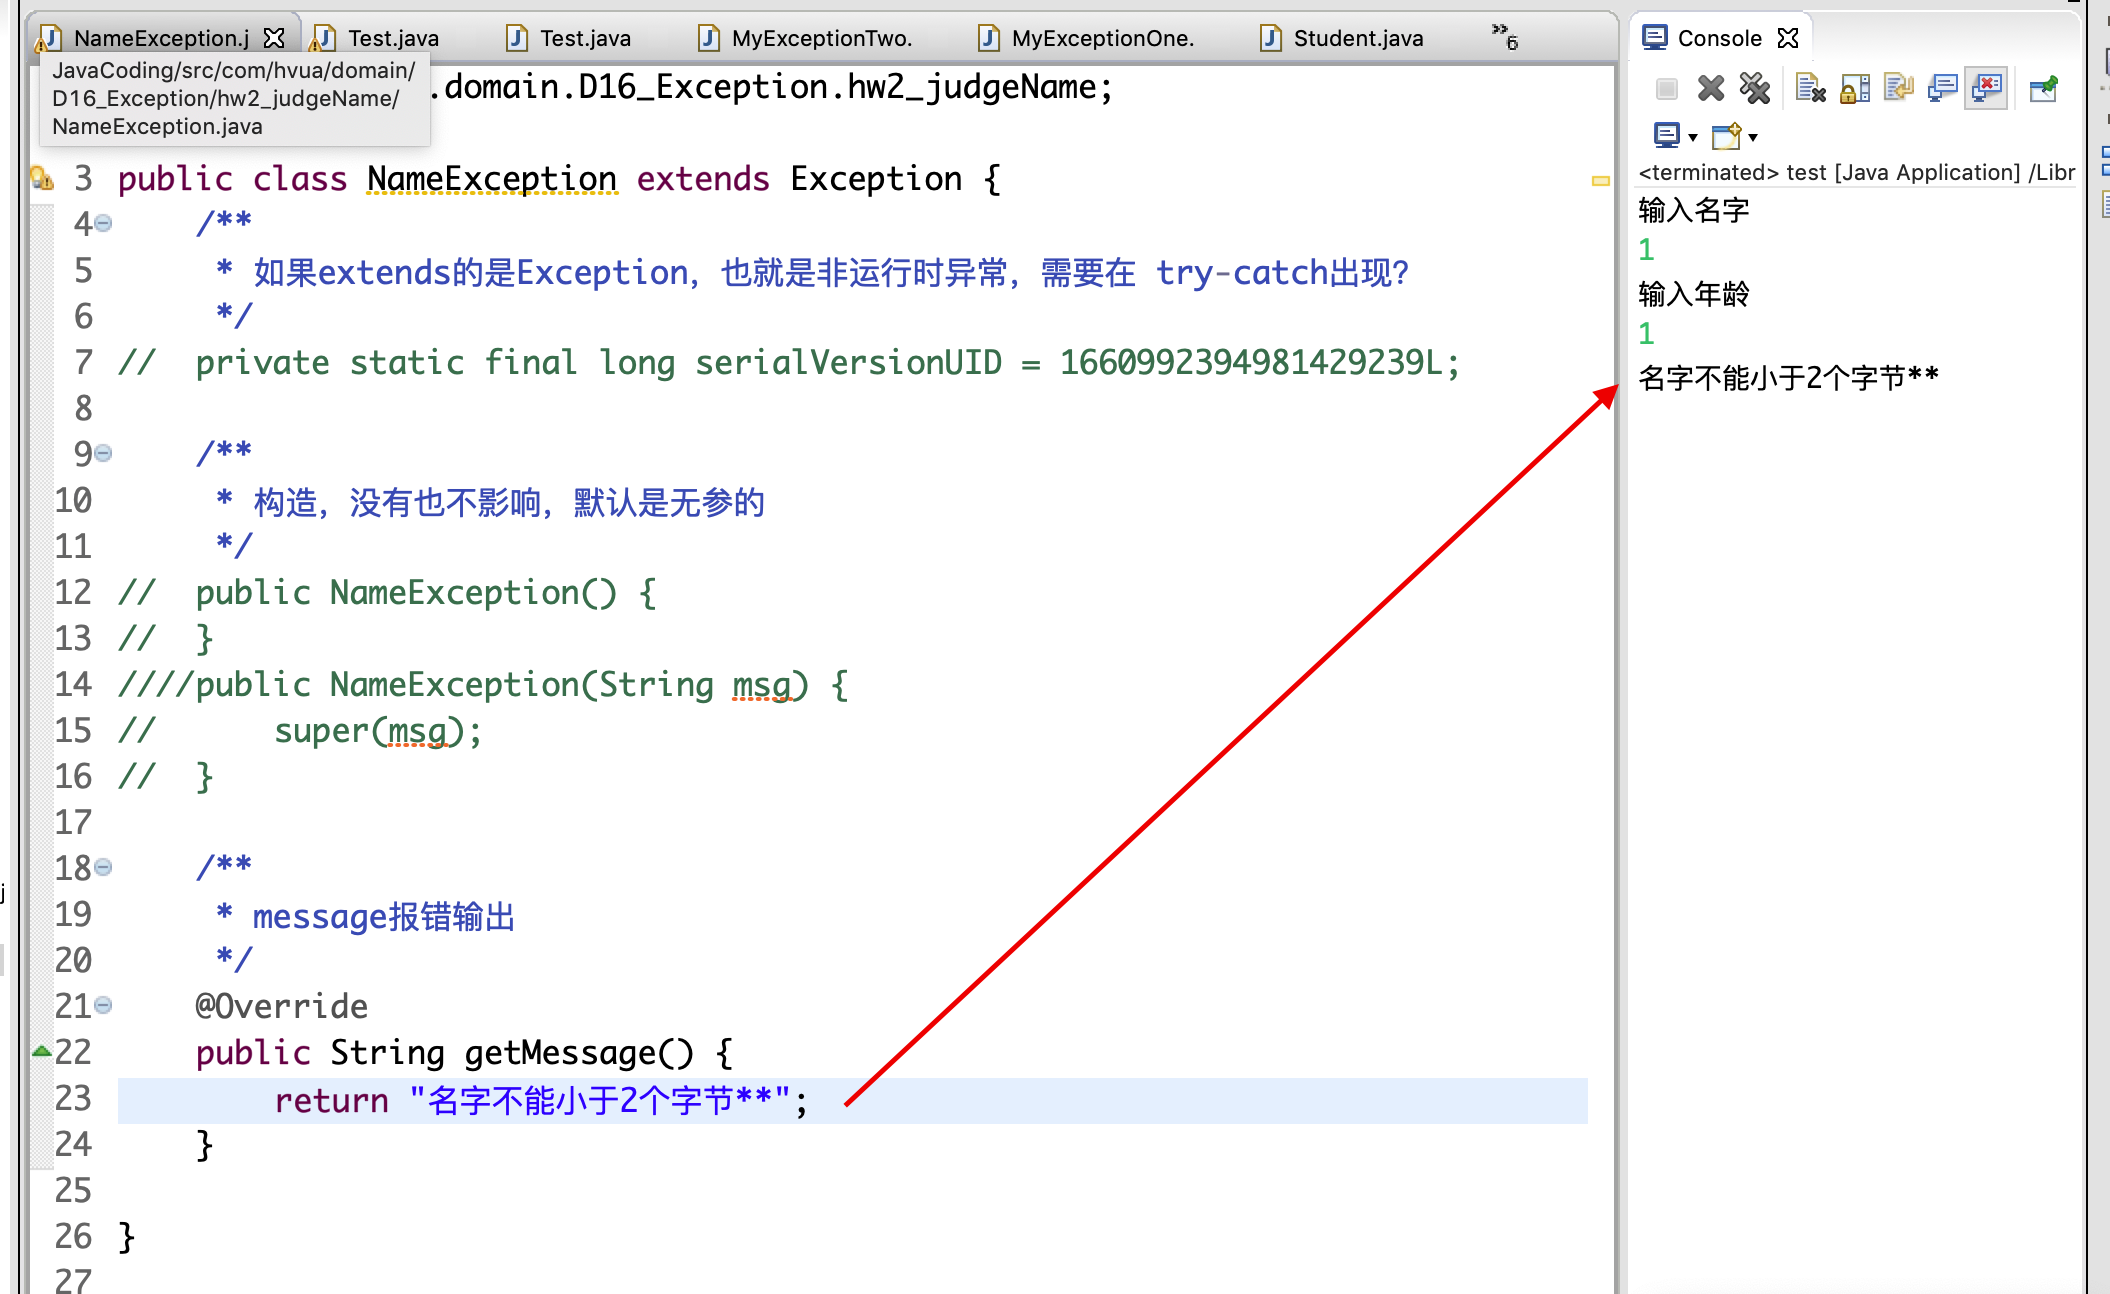 NameException.j
Test.java
Test.java
MyExceptionTwo.
MyExceptionOne.
Student.java
6
JavaCoding/src/com/hvua/domain/
D16_Exception/hw2_judgeName/
NameException.java
.domain.D16_Exception.hw2_judgeName;
3 public class NameException extends Exception {
4 /**
5 * 如果extends的是Exception，也就是非运行时异常，需要在 try-catch出现？
6 */
7 // private static final long serialVersionUID = 1660992394981429239L;
8
9 /**
10 * 构造，没有也不影响，默认是无参的
11 */
12 // public NameException() {
13 // }
14 ////public NameException(String msg) {
15 // super(msg);
16 // }
17
18 /**
19 * message报错输出
20 */
21 @Override
22 public String getMessage() {
23 return "名字不能小于2个字节**";
24 }
25
26 }
27
Console
<terminated> test [Java Application] /Libr
输入名字
1
输入年龄
1
名字不能小于2个字节**